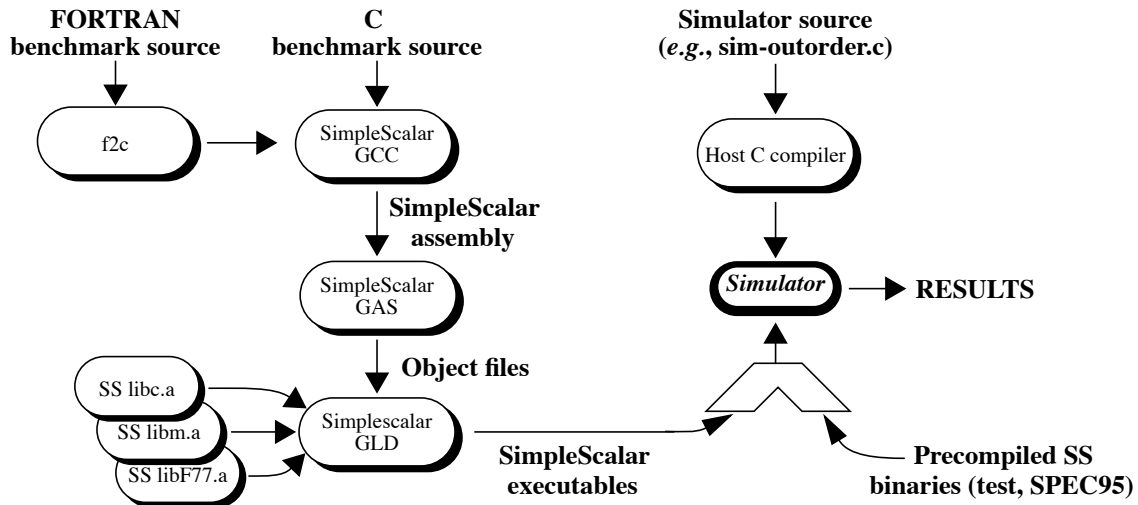 FORTRAN
benchmark source
C
benchmark source
Simulator source
(e.g., sim-outorder.c)
f2c
SimpleScalar
GCC
Host C compiler
SimpleScalar
assembly
SimpleScalar
GAS
Simulator
RESULTS
Object files
SS libc.a
SS libm.a
SS libF77.a
Simplescalar
GLD
SimpleScalar
executables
Precompiled SS
binaries (test, SPEC95)